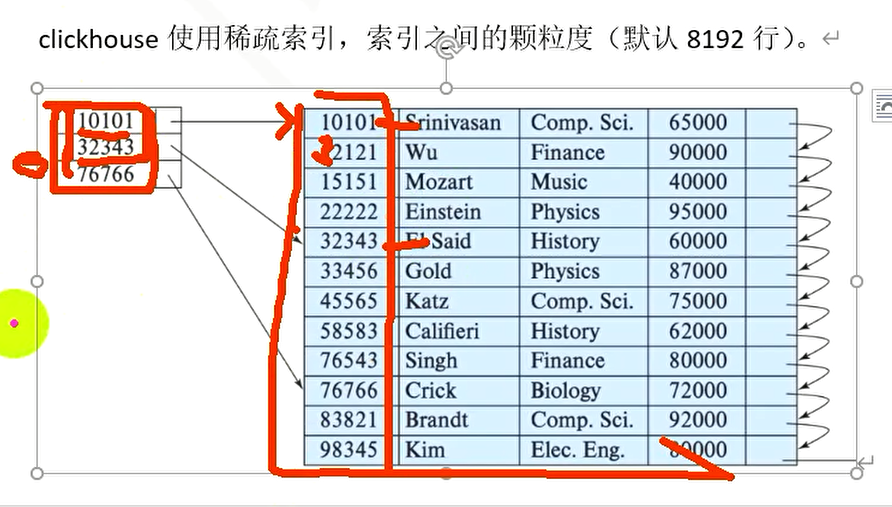 clickhouse 使用稀疏索引，索引之间的颗粒度（默认 8192 行）。
10101
32343
76766
10101 Srinivasan Comp. Sci. 65000
12121 Wu Finance 90000
15151 Mozart Music 40000
22222 Einstein Physics 95000
32343 El Said History 60000
33456 Gold Physics 87000
45565 Katz Comp. Sci. 75000
58583 Califieri History 62000
76543 Singh Finance 80000
76766 Crick Biology 72000
83821 Brandt Comp. Sci. 92000
98345 Kim Elec. Eng. 80000